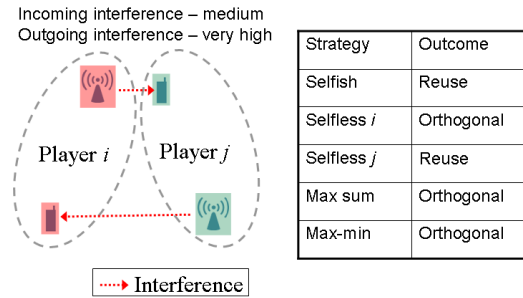 Incoming interference – medium
Outgoing interference – very high
Player i
Player j
Interference
Strategy Outcome
Selfish Reuse
Selfless i Orthogonal
Selfless j Reuse
Max sum Orthogonal
Max-min Orthogonal